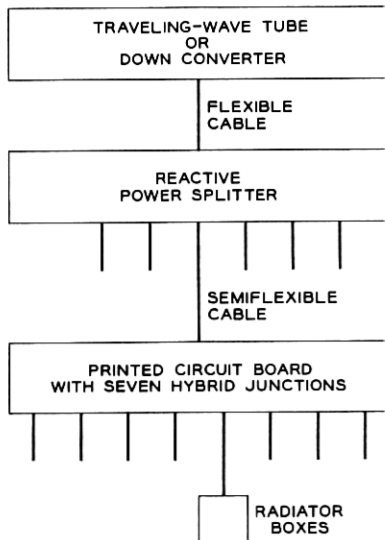 TRAVELING-WAVE TUBE
OR
DOWN CONVERTER
FLEXIBLE
CABLE
REACTIVE
POWER SPLITTER
SEMIFLEXIBLE
CABLE
PRINTED CIRCUIT BOARD
WITH SEVEN HYBRID JUNCTIONS
RADIATOR
BOXES